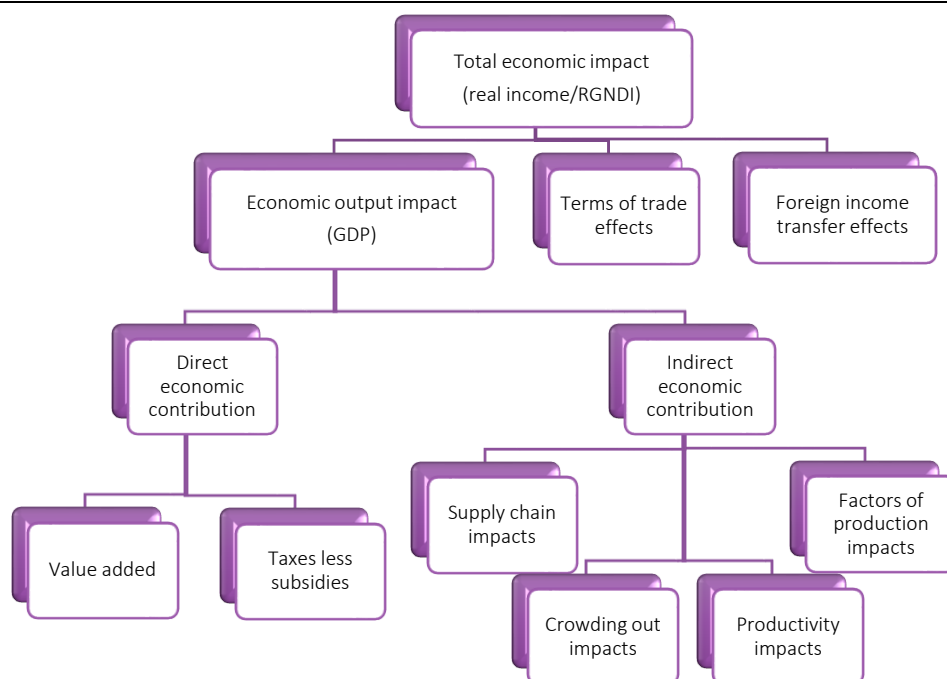 Total economic impact
(real income/RGNDI)
Economic output impact
(GDP)
Terms of trade
effects
Foreign income
transfer effects
Direct
economic
contribution
Indirect
economic
contribution
Value added
Taxes less
subsidies
Supply chain
impacts
Factors of
production
impacts
Crowding out
impacts
Productivity
impacts